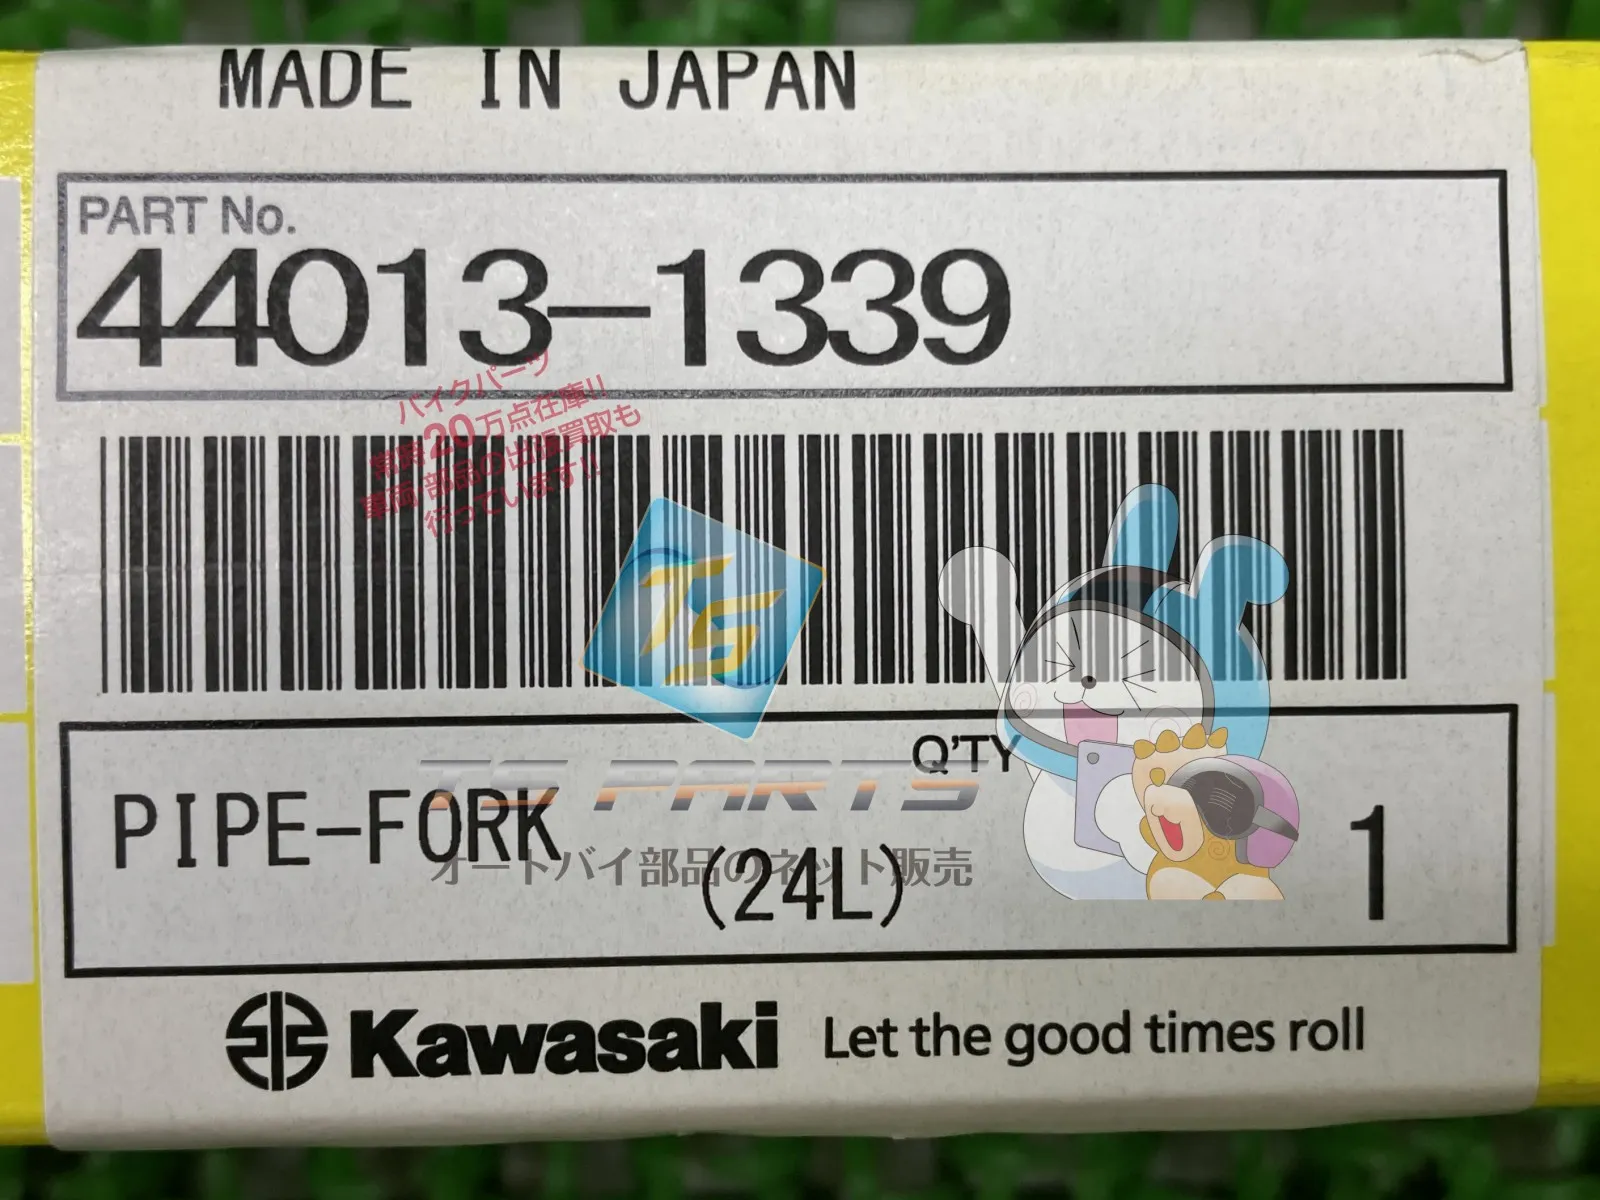 MADE IN JAPAN
PART No.
44013-1339
バイクパーツ
常時20万点在庫!!
車両・部品の出張買取も
行っています!!
TS
Q'TY
TS PARTS
PIPE-FORK
1
オートバイ部品のネット販売
(24L)
Kawasaki Let the good times roll